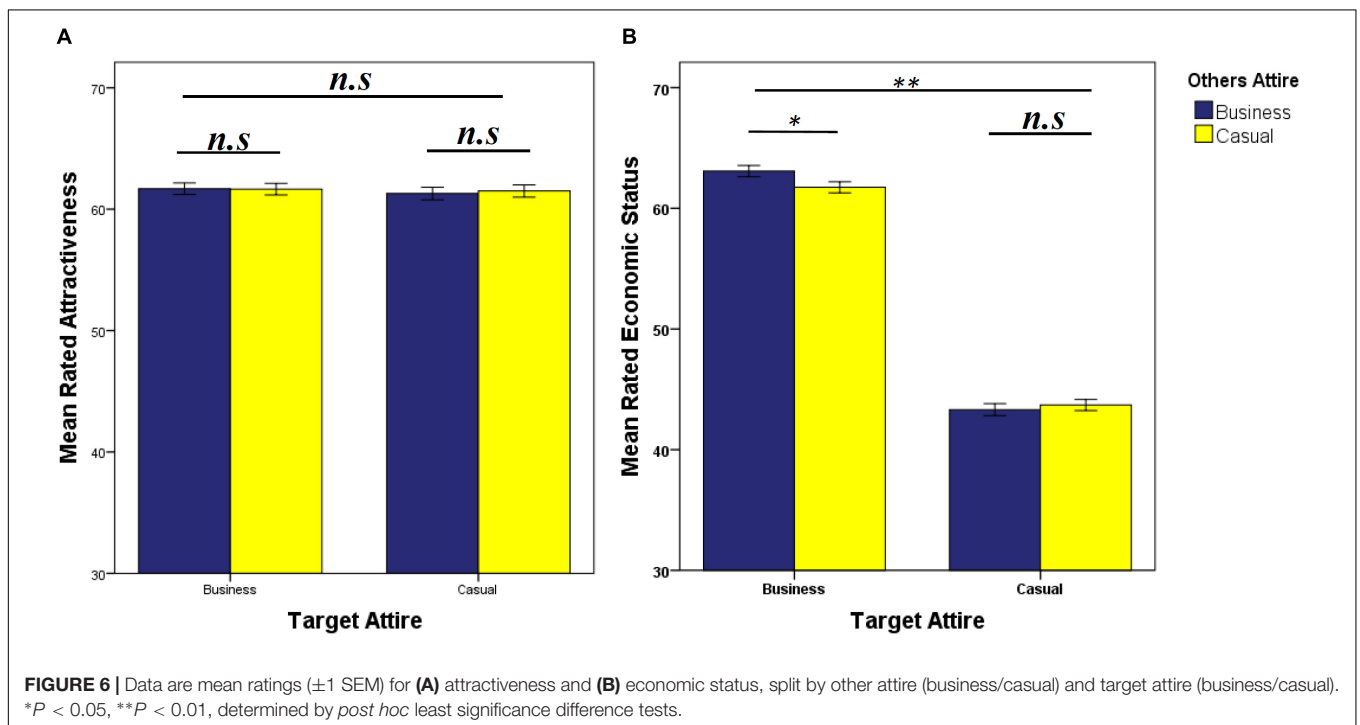 A
B
n.s
**
Others Attire
Business
Casual
70
n.s
n.s
70
*
n.s
60
60
Mean Rated Attractiveness
Mean Rated Economic Status
50
50
40
40
30
30
Business
Casual
Business
Casual
Target Attire
Target Attire
FIGURE 6 | Data are mean ratings (±1 SEM) for (A) attractiveness and (B) economic status, split by other attire (business/casual) and target attire (business/casual).
*P < 0.05, **P < 0.01, determined by post hoc least significance difference tests.